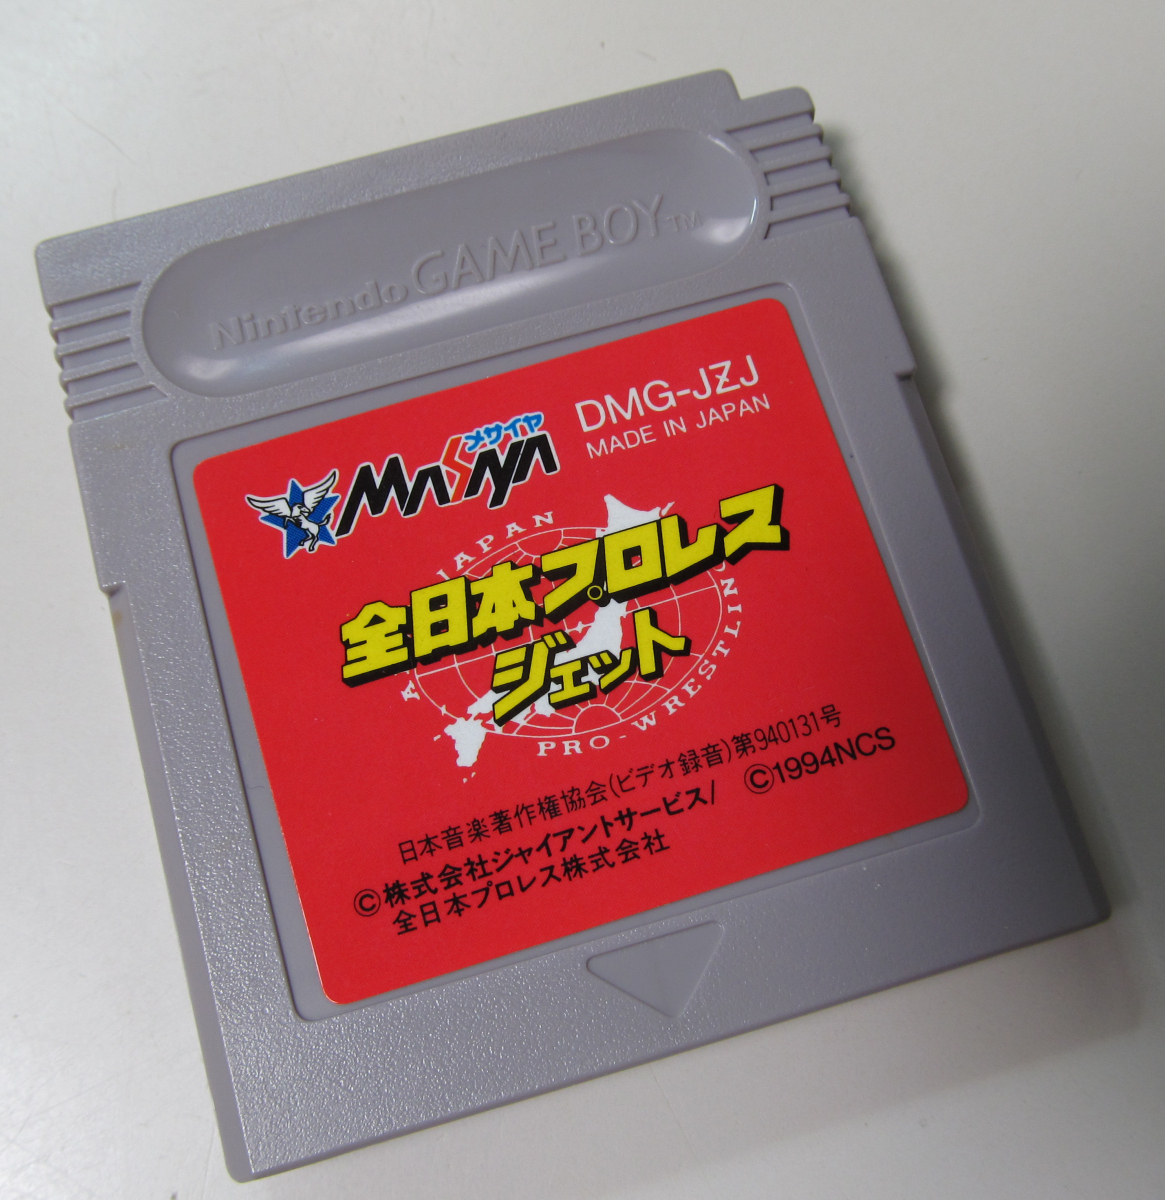 Nintendo GAME BOY™
DMG-JZJ
MADE IN JAPAN
メサイヤ
MASAYA
JAPAN
全日本プロレス
ジェット
PRO-WRESTLIN
日本音楽著作権協会(ビデオ録音)第940131号
©株式会社ジャイアントサービス/ ©1994NCS
全日本プロレス株式会社